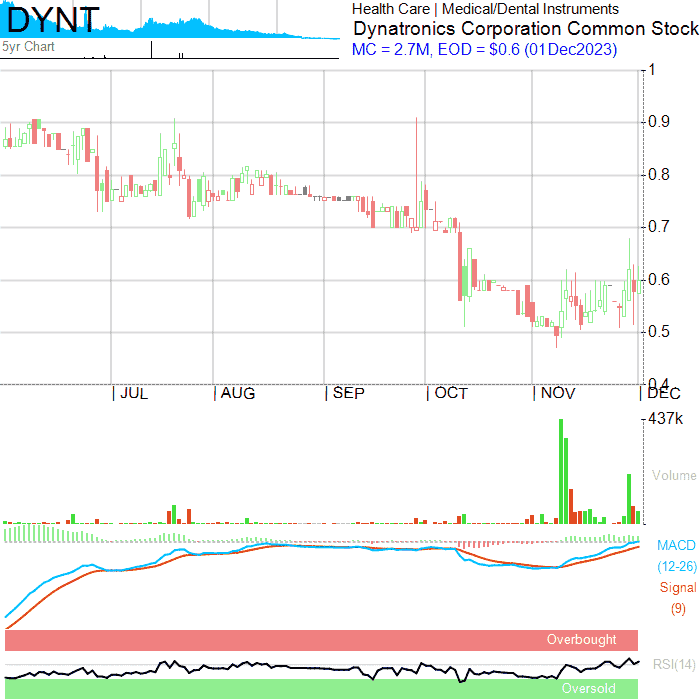 DYNT
5yr Chart
Health Care | Medical/Dental Instruments
Dynatronics Corporation Common Stock
MC = 2.7M, EOD = $0.6 (01Dec2023)
1
0.9
0.8
0.7
0.6
0.5
0.4
JUL AUG SEP OCT NOV DEC
437k
Volume
MACD
(12-26)
Signal
(9)
Overbought
RSI(14)
Oversold